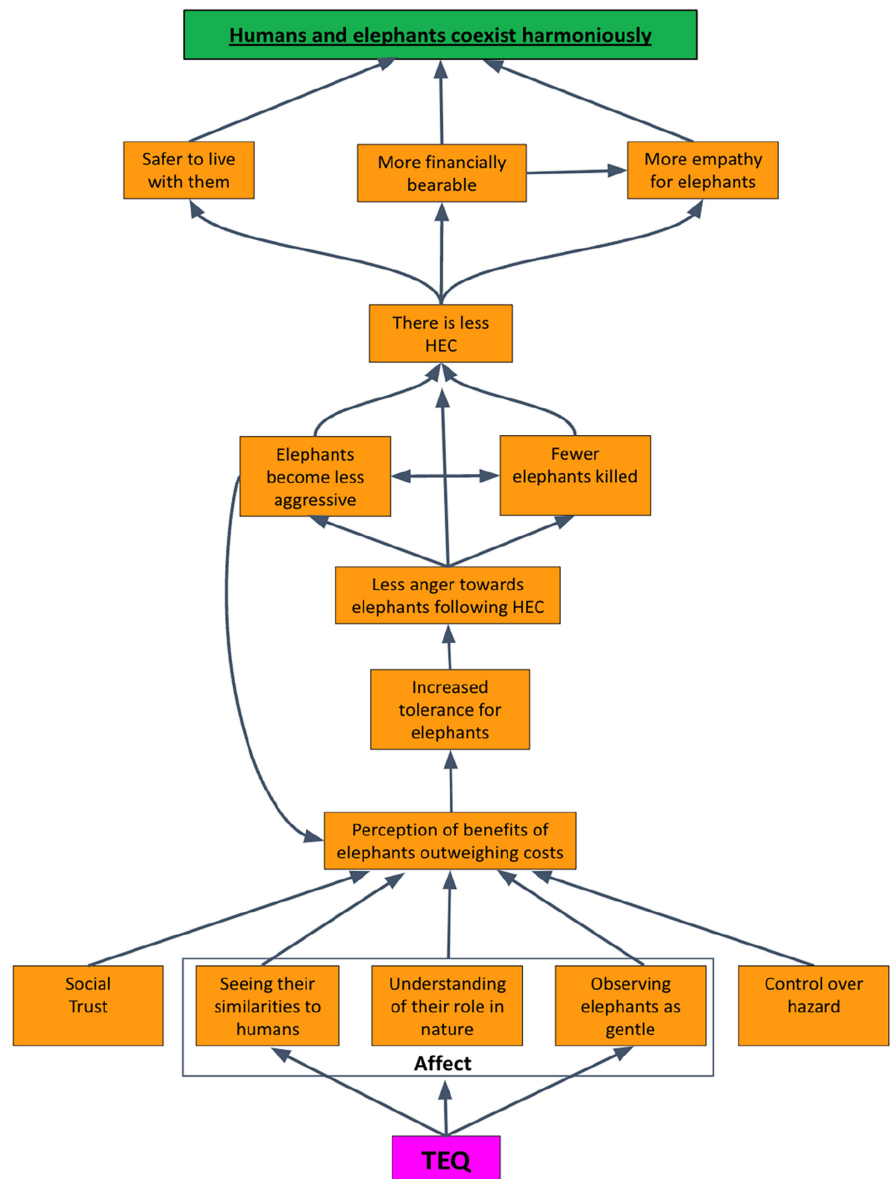 Humans and elephants coexist harmoniously
Safer to live
with them
More financially
bearable
More empathy
for elephants
There is less
HEC
Elephants
become less
aggressive
Fewer
elephants killed
Less anger towards
elephants following HEC
Increased
tolerance for
elephants
Perception of benefits of
elephants outweighing costs
Social
Trust
Seeing their
similarities to
humans
Understanding
of their role in
nature
Observing
elephants as
gentle
Control over
hazard
Affect
TEQ